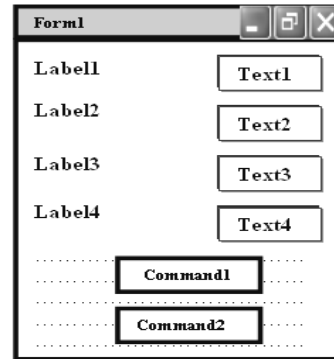 Form1
Label1 Text1
Label2 Text2
Label3 Text3
Label4 Text4
Command1
Command2